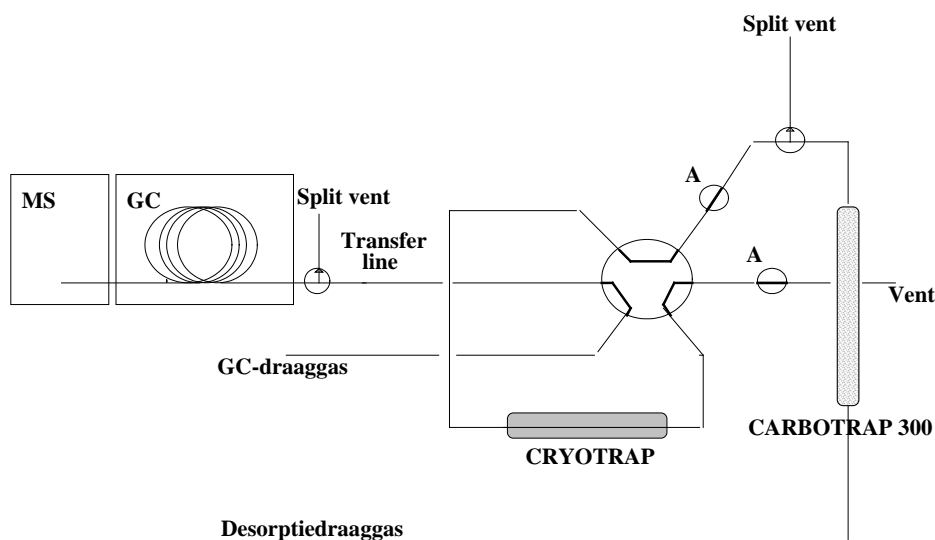 Split vent
MS
GC
Split vent
A
Transfer
line
A
Vent
GC-draaggas
CARBOTRAP 300
CRYOTRAP
Desorptiedraaggas